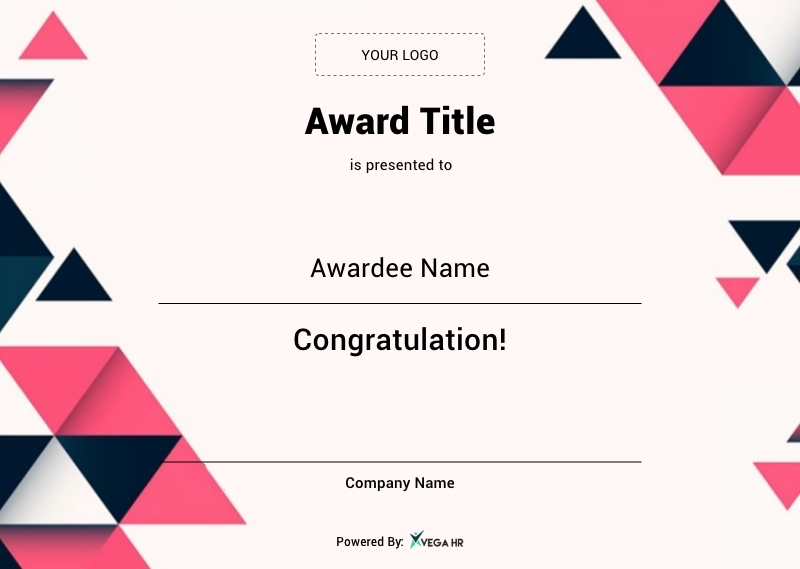 YOUR LOGO
Award Title
is presented to
Awardee Name
Congratulation!
Company Name
Powered By: VEGA HR